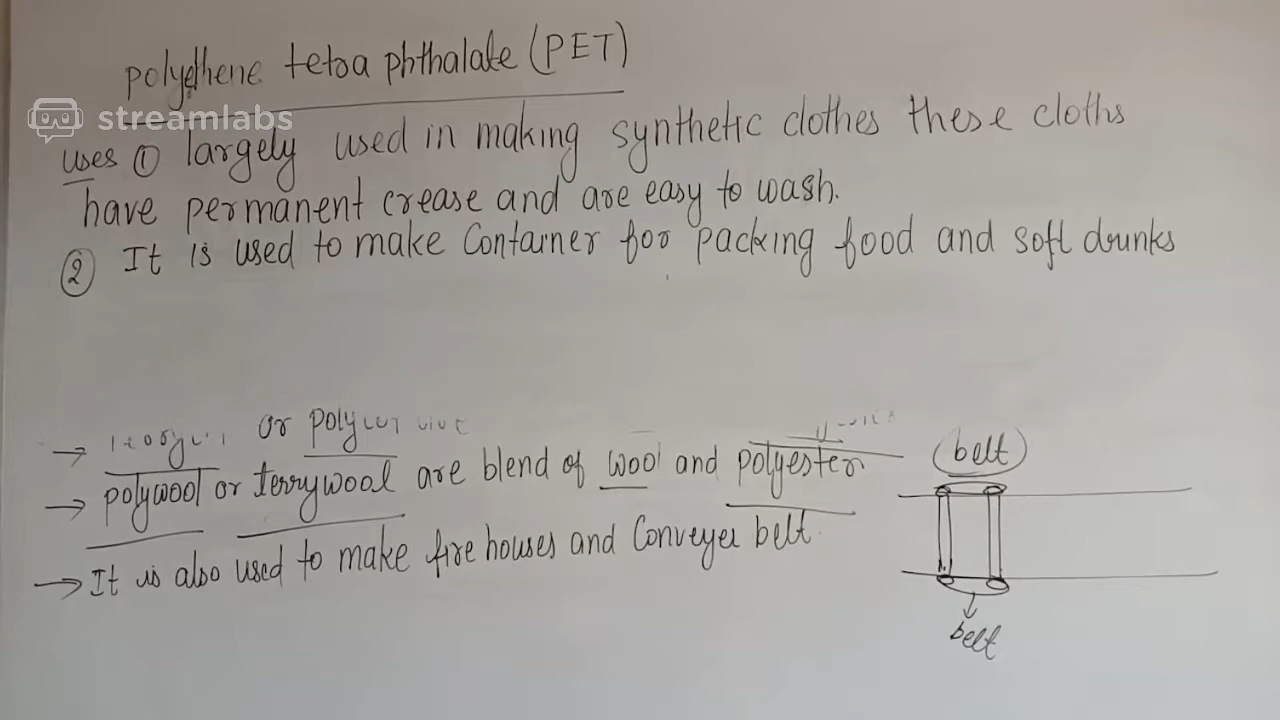 polyethene tetra phthalate (PET)
streamlabs
uses ① largely used in making synthetic clothes these cloths
have permanent crease and are easy to wash.
② It is used to make Container for packing food and soft drunks
→ or
→ polywool or terrywool are blend of wool and polyester
→ It is also used to make fire houses and Conveyer belt.
(belt)
belt